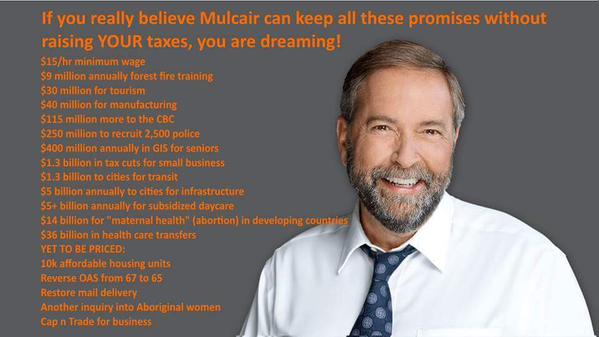 If you really believe Mulcair can keep all these promises without
raising YOUR taxes, you are dreaming!
$15/hr minimum wage
$9 million annually forest fire training
$30 million for tourism
$40 million for manufacturing
$115 million more to the CBC
$250 million to recruit 2,500 police
$400 million annually in GIS for seniors
$1.3 billion in tax cuts for small business
$1.3 billion to cities for transit
$5 billion annually to cities for infrastructure
$5+ billion annually for subsidized daycare
$14 billion for "maternal health" (abortion) in developing countries
$36 billion in health care transfers
YET TO BE PRICED:
10k affordable housing units
Reverse OAS from 67 to 65
Restore mail delivery
Another inquiry into Aboriginal women
Cap n Trade for business